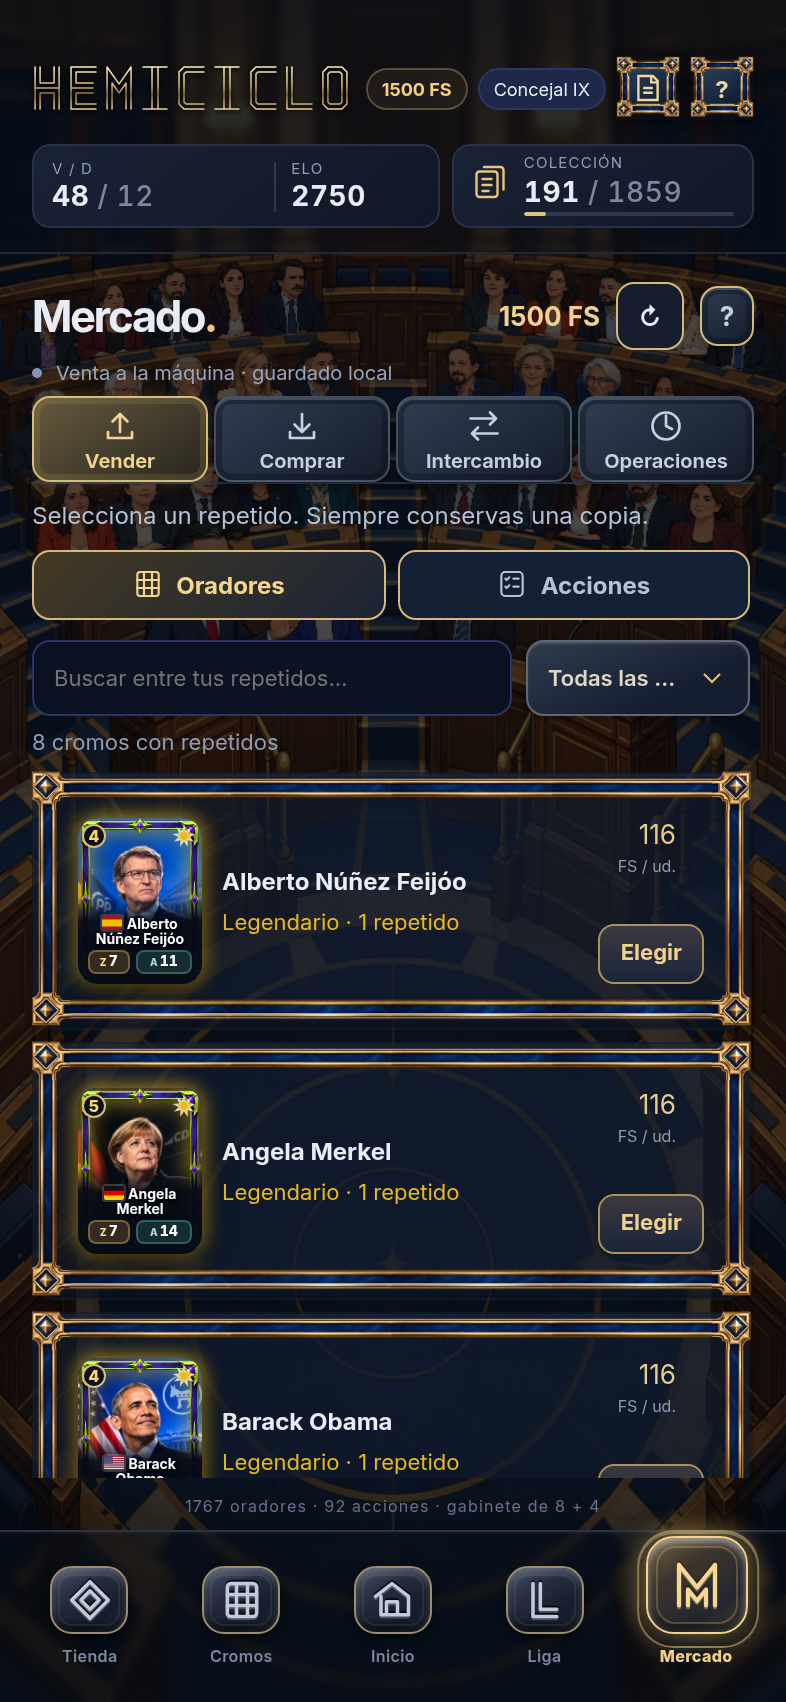 HEMICICLO 1500 FS Concejal IX ?
V / D ELO COLECCIÓN
48 / 12 2750 191 / 1859
Mercado. 1500 FS ?
Venta a la máquina · guardado local
Vender Comprar Intercambio Operaciones
Selecciona un repetido. Siempre conservas una copia.
Oradores Acciones
Buscar entre tus repetidos... Todas las ...
8 cromos con repetidos
4
Alberto
Núñez Feijóo
Z 7 A 11
Alberto Núñez Feijóo
Legendario · 1 repetido
116
FS / ud.
Elegir
5
Angela
Merkel
Z 7 A 14
Angela Merkel
Legendario · 1 repetido
116
FS / ud.
Elegir
4
Barack
Obama
Barack Obama
Legendario · 1 repetido
116
FS / ud.
1767 oradores · 92 acciones · gabinete de 8 + 4
Tienda Cromos Inicio Liga Mercado